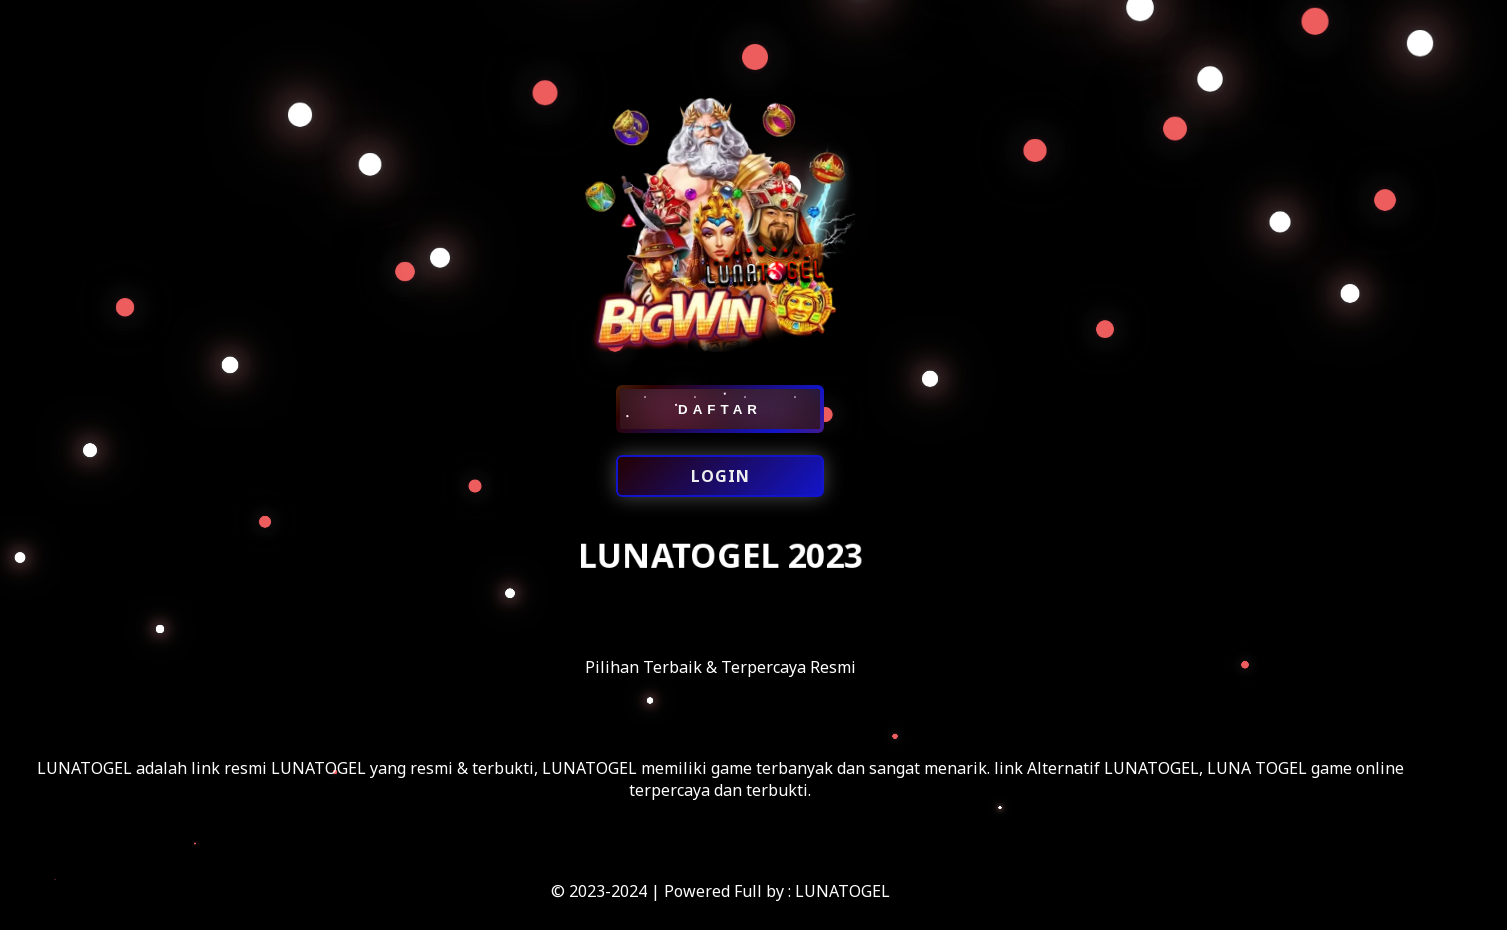 LUNATOGEL
BIGWIN
DAFTAR
LOGIN
LUNATOGEL 2023
Pilihan Terbaik & Terpercaya Resmi
LUNATOGEL adalah link resmi LUNATOGEL yang resmi & terbukti, LUNATOGEL memiliki game terbanyak dan sangat menarik. link Alternatif LUNATOGEL, LUNA TOGEL game online
terpercaya dan terbukti.
© 2023-2024 | Powered Full by : LUNATOGEL